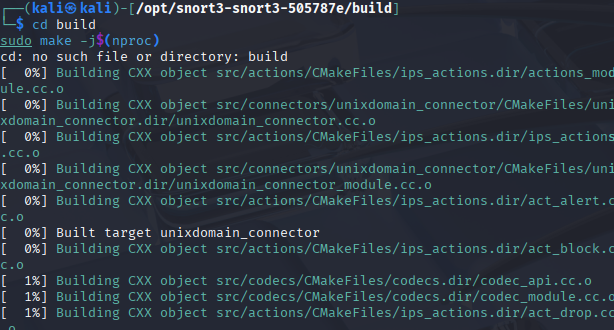 ┌──(kali㉿kali)-[/opt/snort3-snort3-505787e/build]
└─$ cd build
sudo make -j$(nproc)
cd: no such file or directory: build
[  0%] Building CXX object src/actions/CMakeFiles/ips_actions.dir/actions_mod
ule.cc.o
[  0%] Building CXX object src/connectors/unixdomain_connector/CMakeFiles/uni
xdomain_connector.dir/unixdomain_connector.cc.o
[  0%] Building CXX object src/actions/CMakeFiles/ips_actions.dir/ips_actions
.cc.o
[  0%] Building CXX object src/connectors/unixdomain_connector/CMakeFiles/uni
xdomain_connector.dir/unixdomain_connector_module.cc.o
[  0%] Building CXX object src/actions/CMakeFiles/ips_actions.dir/act_alert.c
c.o
[  0%] Built target unixdomain_connector
[  0%] Building CXX object src/actions/CMakeFiles/ips_actions.dir/act_block.c
c.o
[  1%] Building CXX object src/codecs/CMakeFiles/codecs.dir/codec_api.cc.o
[  1%] Building CXX object src/codecs/CMakeFiles/codecs.dir/codec_module.cc.o
[  1%] Building CXX object src/actions/CMakeFiles/ips_actions.dir/act_drop.cc
.o